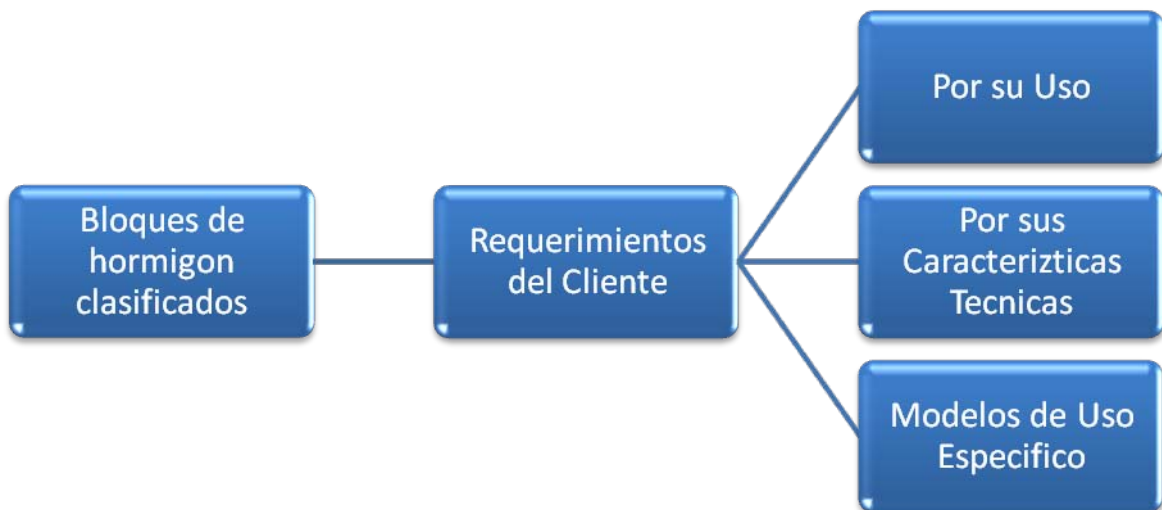 Bloques de
hormigon
clasificados
Requerimientos
del Cliente
Por su Uso
Por sus
Caracterizticas
Tecnicas
Modelos de Uso
Especifico